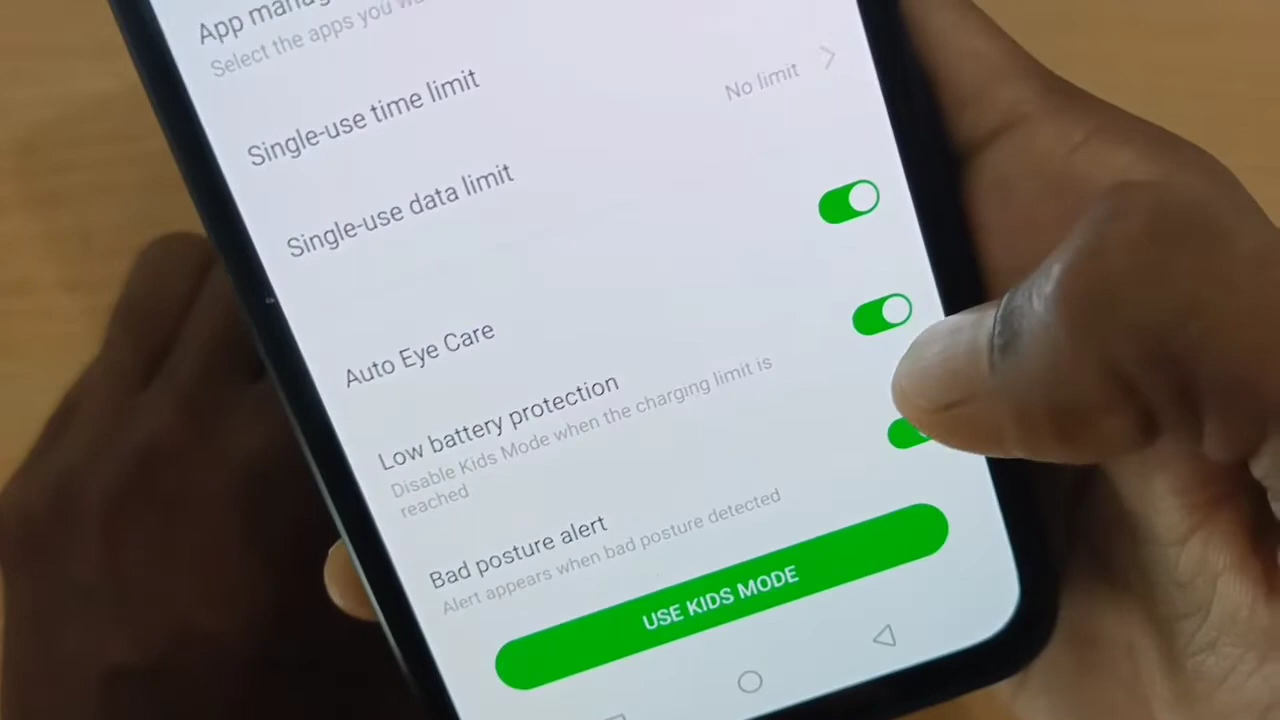 App
Select the apps you
Single-use time limit
No limit
Single-use data limit
Auto Eye Care
Low battery protection
Disable Kids Mode when the charging limit is
reached
Bad posture alert
Alert appears when bad posture detected
USE KIDS MODE